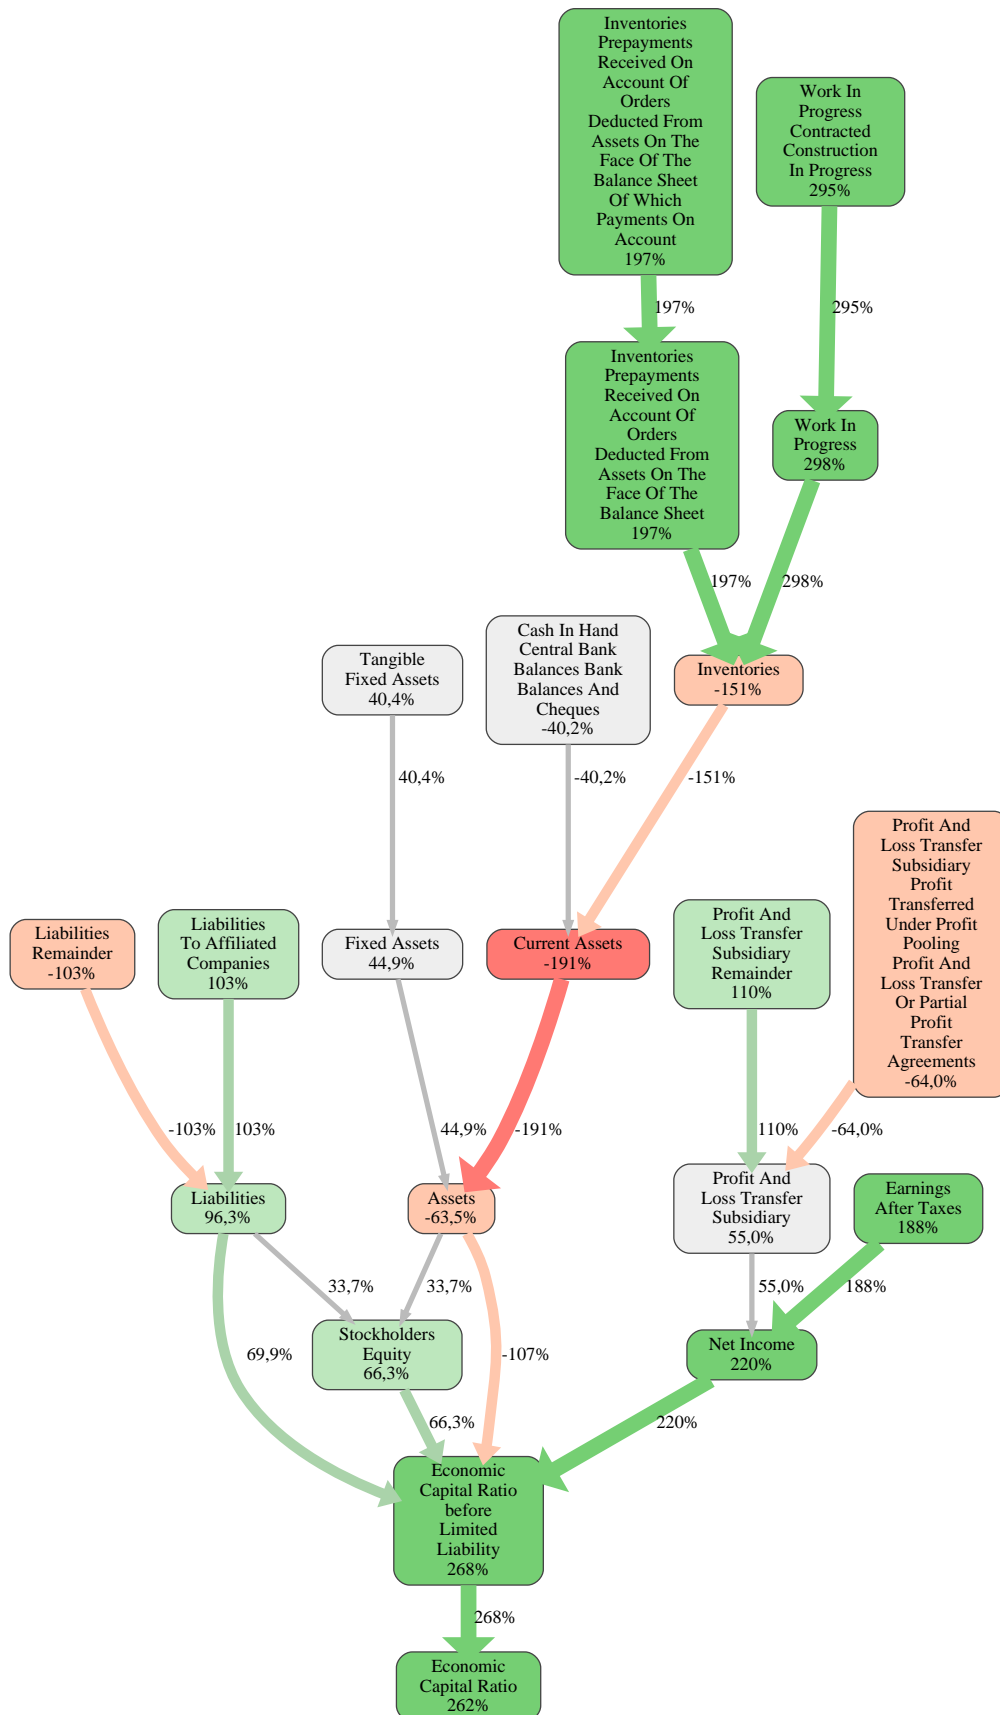 Inventories
Prepayments
Received On
Account Of
Orders
Deducted From
Assets On The
Face Of The
Balance Sheet
Of Which
Payments On
Account
197%
Work In
Progress
Contracted
Construction
In Progress
295%
197%
295%
Inventories
Prepayments
Received On
Account Of
Orders
Deducted From
Assets On The
Face Of The
Balance Sheet
197%
Work In
Progress
298%
197%
298%
Tangible
Fixed Assets
40,4%
Cash In Hand
Central Bank
Balances Bank
Balances And
Cheques
-40,2%
Inventories
-151%
40,4%
-40,2%
-151%
Liabilities
Remainder
-103%
Liabilities
To Affiliated
Companies
103%
Fixed Assets
44,9%
Current Assets
-191%
Profit And
Loss Transfer
Subsidiary
Remainder
110%
Profit And
Loss Transfer
Subsidiary
Profit
Transferred
Under Profit
Pooling
Profit And
Loss Transfer
Or Partial
Profit
Transfer
Agreements
-64,0%
-103%
103%
44,9%
-191%
110%
-64,0%
Liabilities
96,3%
Assets
-63,5%
Profit And
Loss Transfer
Subsidiary
55,0%
Earnings
After Taxes
188%
33,7%
33,7%
55,0%
188%
69,9%
Stockholders
Equity
66,3%
-107%
Net Income
220%
66,3%
220%
Economic
Capital Ratio
before
Limited
Liability
268%
268%
Economic
Capital Ratio
262%